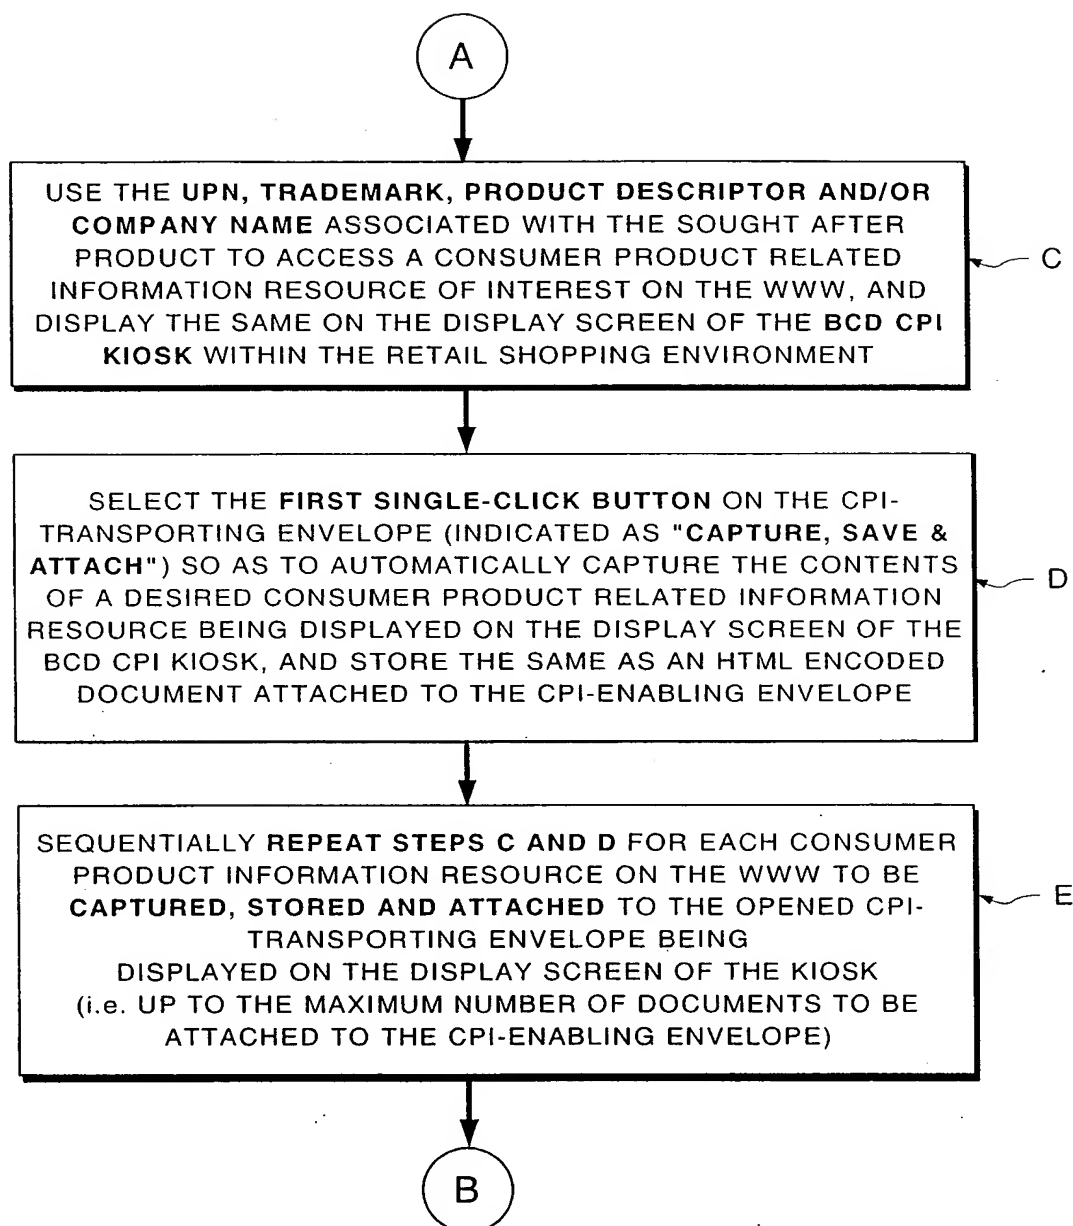 A
USE THE UPN, TRADEMARK, PRODUCT DESCRIPTOR AND/OR
COMPANY NAME ASSOCIATED WITH THE SOUGHT AFTER
PRODUCT TO ACCESS A CONSUMER PRODUCT RELATED
INFORMATION RESOURCE OF INTEREST ON THE WWW, AND
DISPLAY THE SAME ON THE DISPLAY SCREEN OF THE BCD CPI
KIOSK WITHIN THE RETAIL SHOPPING ENVIRONMENT
C
SELECT THE FIRST SINGLE-CLICK BUTTON ON THE CPI-
TRANSPORTING ENVELOPE (INDICATED AS "CAPTURE, SAVE &
ATTACH") SO AS TO AUTOMATICALLY CAPTURE THE CONTENTS
OF A DESIRED CONSUMER PRODUCT RELATED INFORMATION
RESOURCE BEING DISPLAYED ON THE DISPLAY SCREEN OF THE
BCD CPI KIOSK, AND STORE THE SAME AS AN HTML ENCODED
DOCUMENT ATTACHED TO THE CPI-ENABLING ENVELOPE
D
SEQUENTIALLY REPEAT STEPS C AND D FOR EACH CONSUMER
PRODUCT INFORMATION RESOURCE ON THE WWW TO BE
CAPTURED, STORED AND ATTACHED TO THE OPENED CPI-
TRANSPORTING ENVELOPE BEING
DISPLAYED ON THE DISPLAY SCREEN OF THE KIOSK
(i.e. UP TO THE MAXIMUM NUMBER OF DOCUMENTS TO BE
ATTACHED TO THE CPI-ENABLING ENVELOPE)
E
B